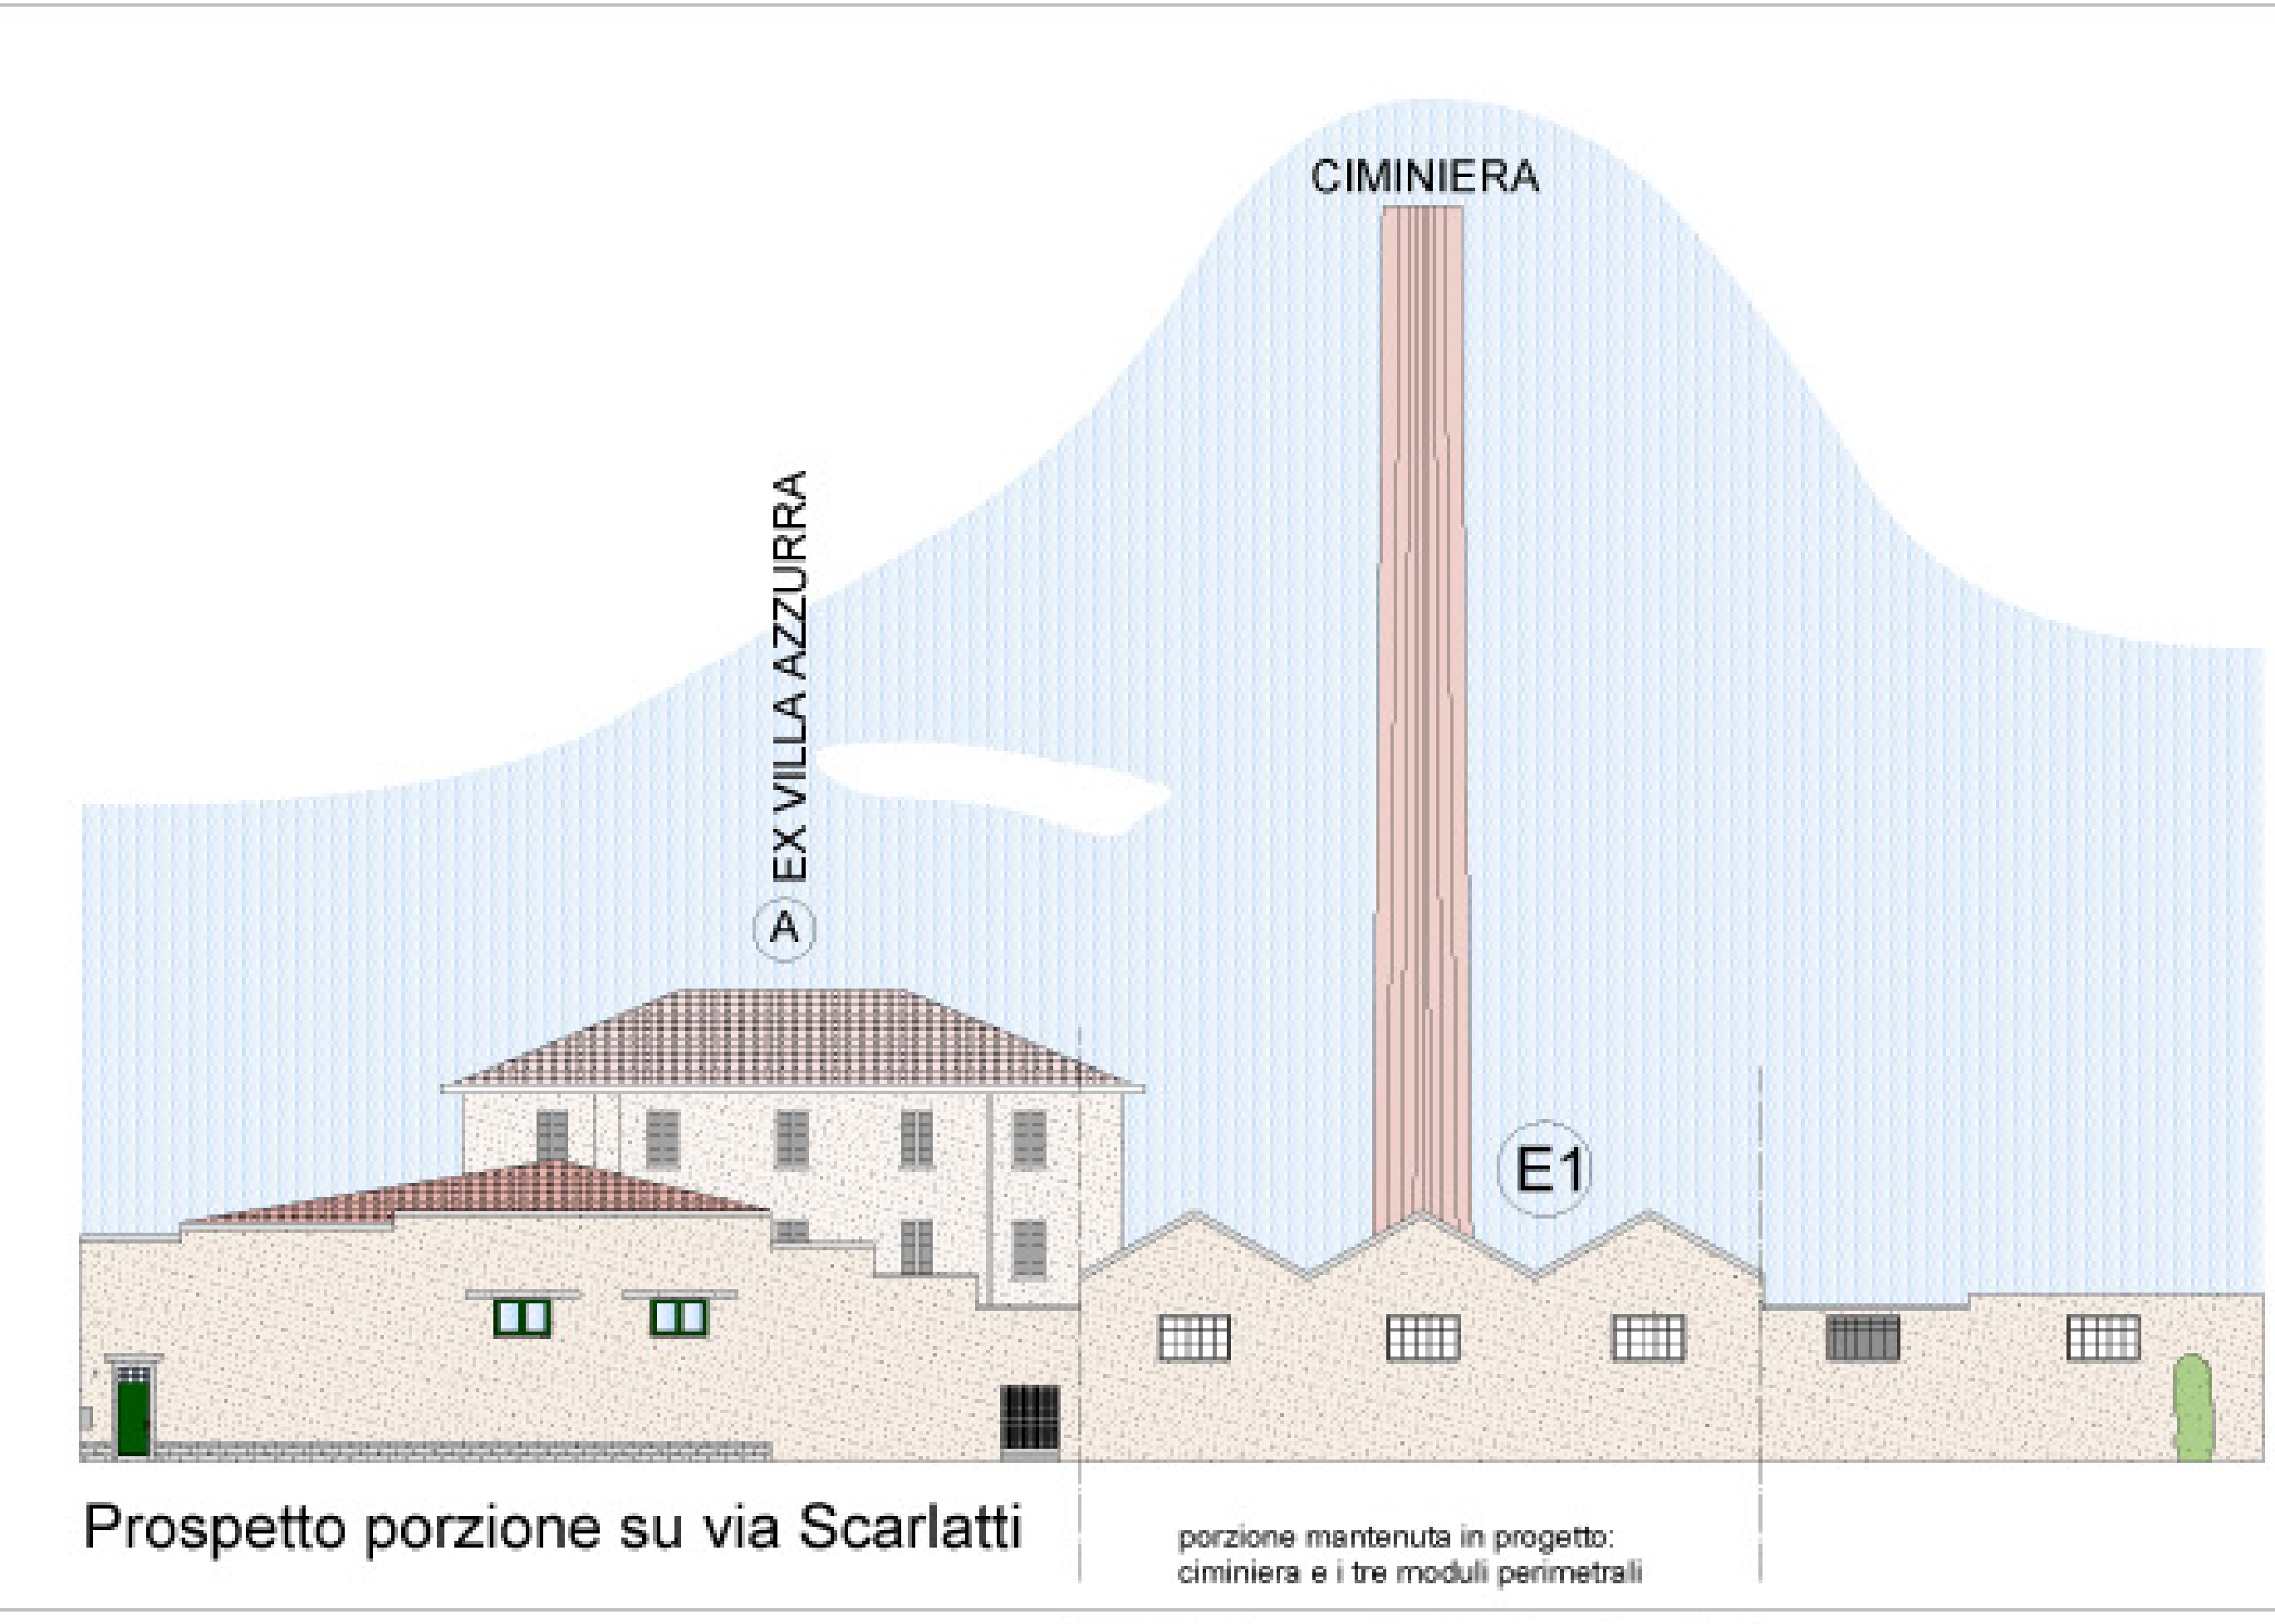 CIMINIERA
EX VILLA AZZURRA
A
E1
Prospetto porzione su via Scarlatti
porzione mantenuta in progetto:
ciminiera e i tre moduli perimetrali